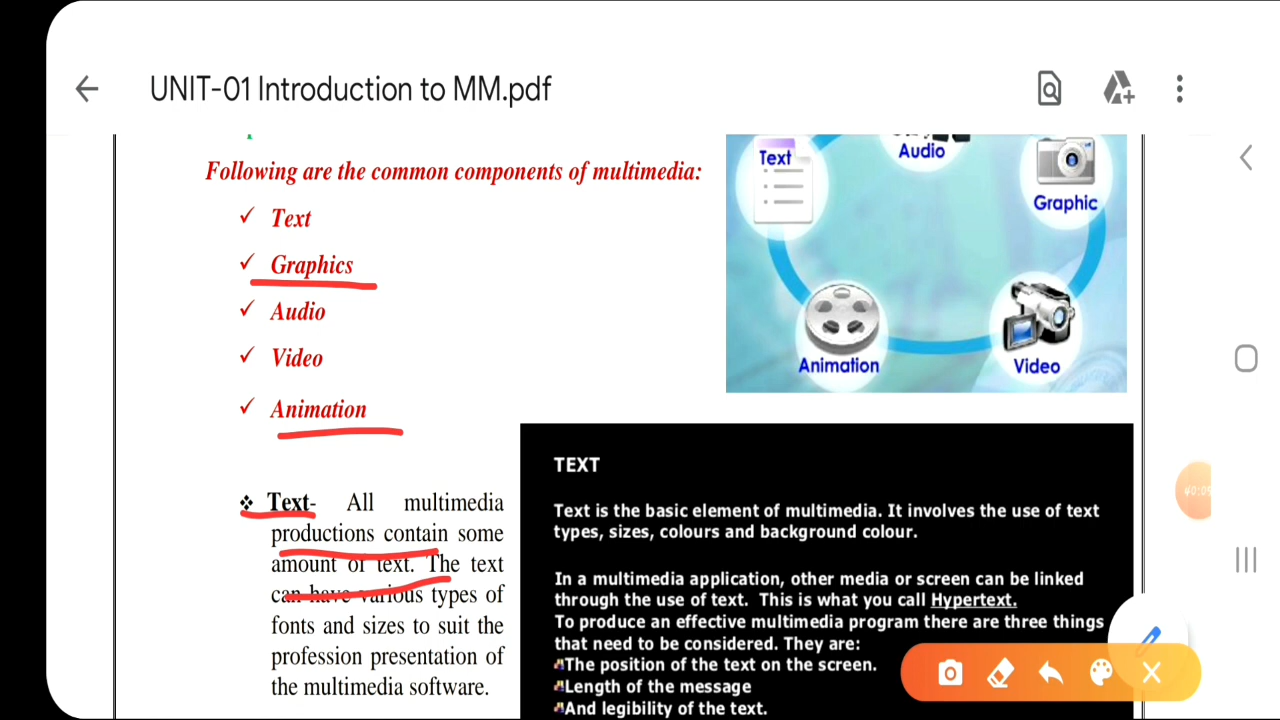 UNIT-01 Introduction to MM.pdf
Following are the common components of multimedia:
✓ Text
✓ Graphics
✓ Audio
✓ Video
✓ Animation
Text
Audio
Graphic
Animation
Video
❖ Text- All multimedia
productions contain some
amount of text. The text
can have various types of
fonts and sizes to suit the
profession presentation of
the multimedia software.
TEXT
Text is the basic element of multimedia. It involves the use of text
types, sizes, colours and background colour.
In a multimedia application, other media or screen can be linked
through the use of text. This is what you call Hypertext.
To produce an effective multimedia program there are three things
that need to be considered. They are:
The position of the text on the screen.
Length of the message
And legibility of the text.